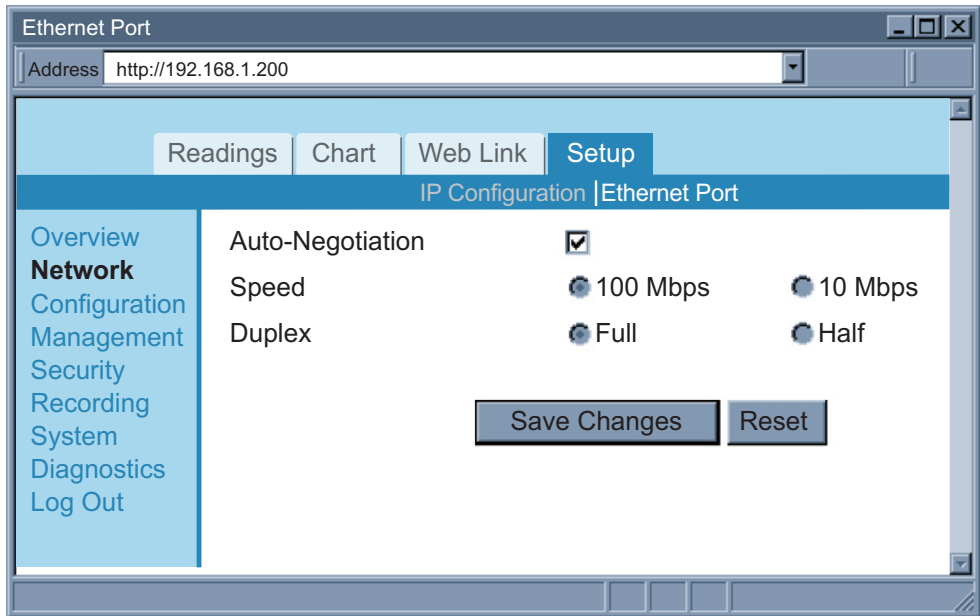 Ethernet Port
Address http://192.168.1.200
Readings Chart Web Link Setup
IP Configuration | Ethernet Port
Overview
Network
Configuration
Management
Security
Recording
System
Diagnostics
Log Out
Auto-Negotiation
Speed 100 Mbps 10 Mbps
Duplex Full Half
Save Changes Reset